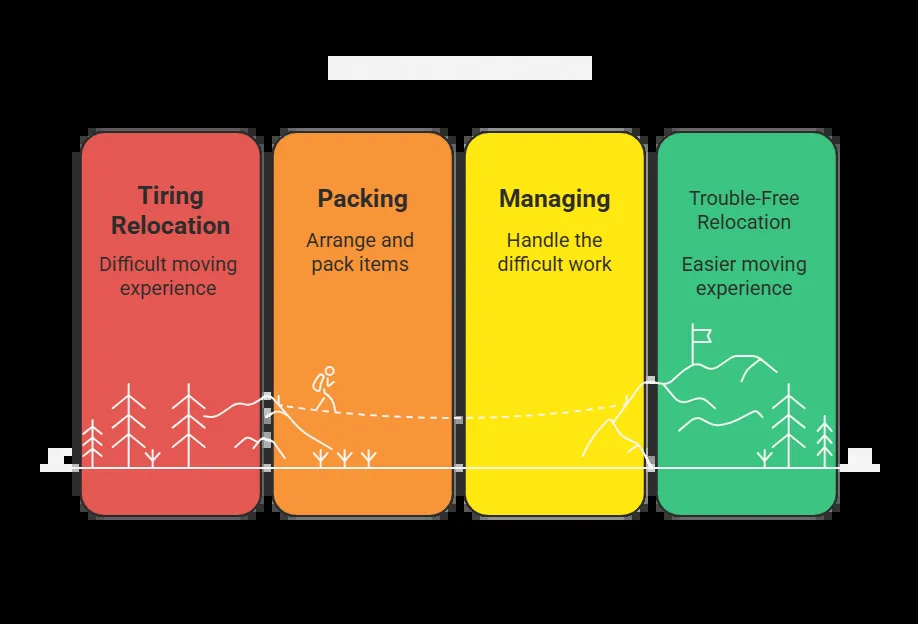 Tiring
Relocation
Difficult moving
experience
Packing
Arrange and
pack items
Managing
Handle the
difficult work
Trouble-Free
Relocation
Easier moving
experience